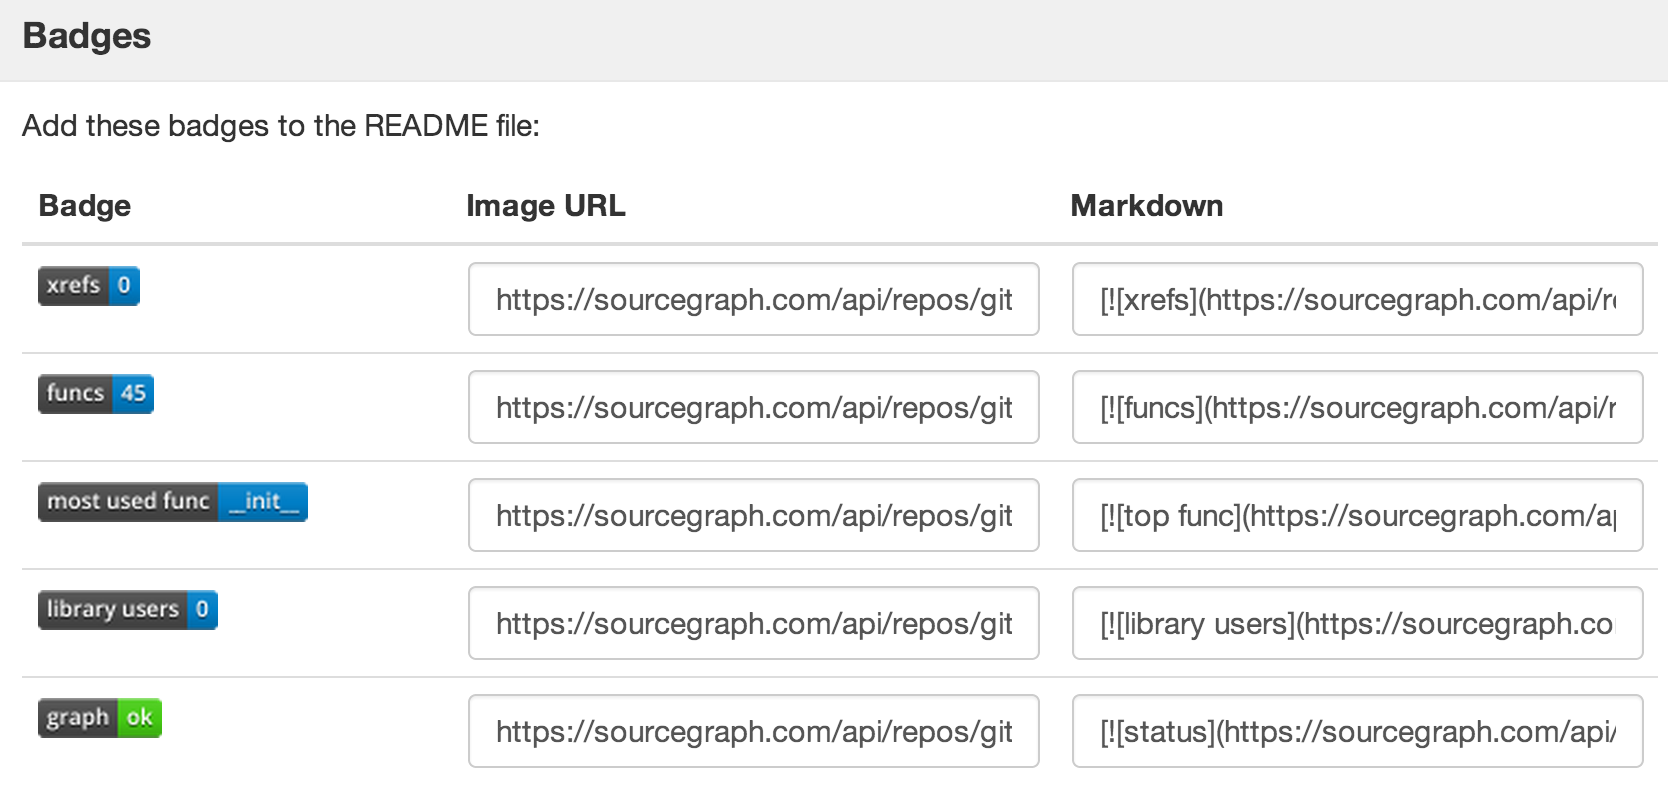 Badges
Add these badges to the README file:
Badge Image URL Markdown
xrefs 0 https://sourcegraph.com/api/repos/git [![xrefs](https://sourcegraph.com/api/re
funcs 45 https://sourcegraph.com/api/repos/git [![funcs](https://sourcegraph.com/api/r
most used func __init__ https://sourcegraph.com/api/repos/git [![top func](https://sourcegraph.com/ap
library users 0 https://sourcegraph.com/api/repos/git [![library users](https://sourcegraph.co
graph ok https://sourcegraph.com/api/repos/git [![status](https://sourcegraph.com/api/